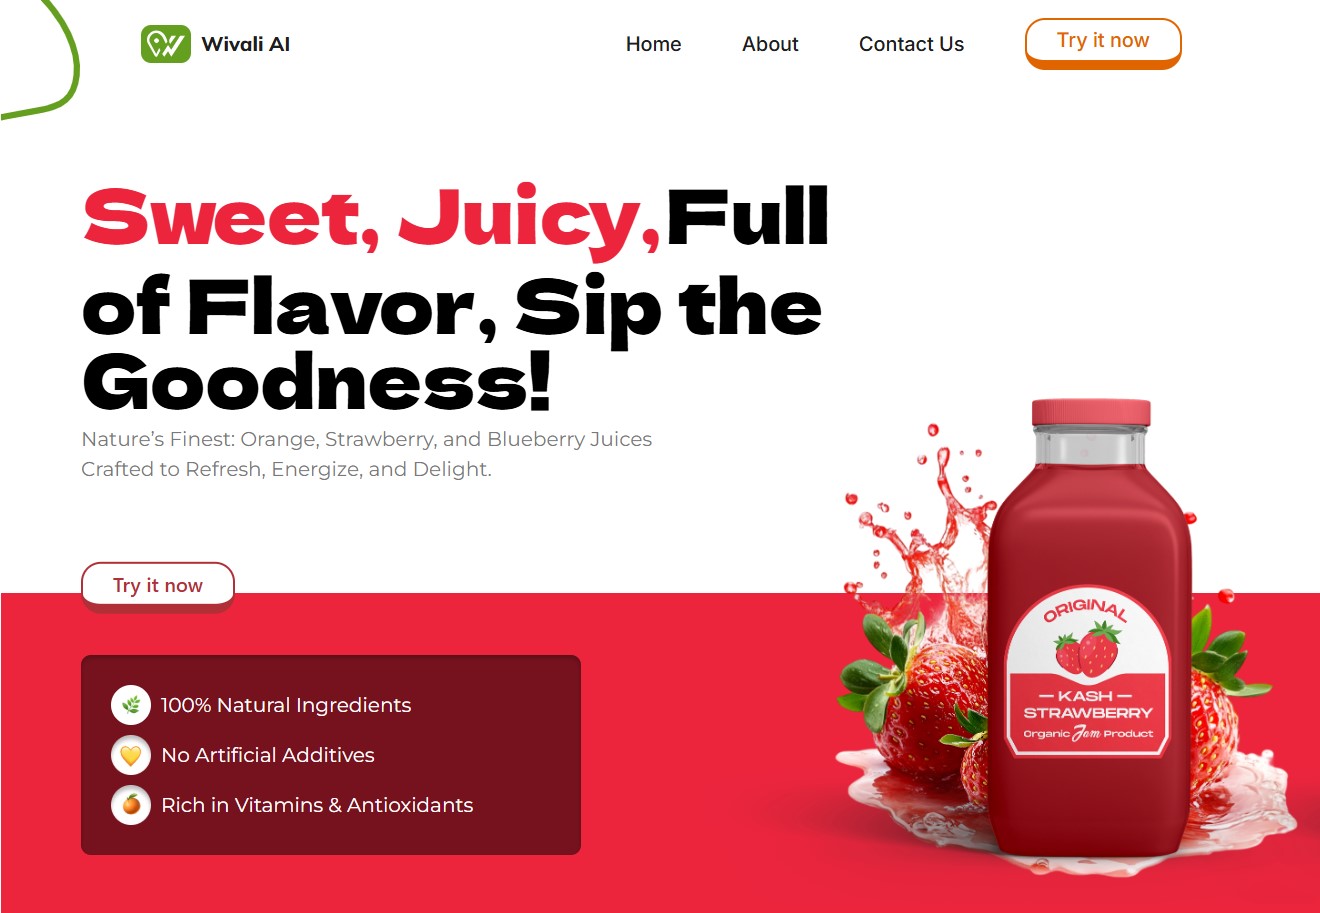 Wivali AI
Home
About
Contact Us
Try it now
Sweet, Juicy,Full
of Flavor, Sip the
Goodness!
Nature’s Finest: Orange, Strawberry, and Blueberry Juices
Crafted to Refresh, Energize, and Delight.
Try it now
100% Natural Ingredients
No Artificial Additives
Rich in Vitamins & Antioxidants
ORIGINAL
— KASH —
STRAWBERRY
Organic Jam Product